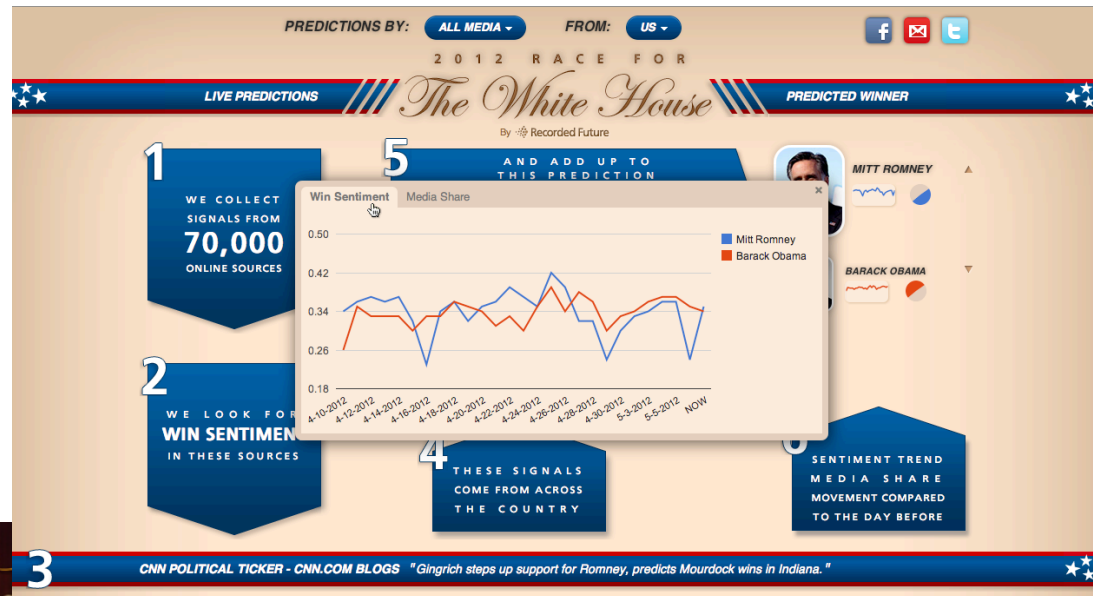 PREDICTIONS BY: ALL MEDIA FROM: US
2012 RACE FOR
LIVE PREDICTIONS
The White House
PREDICTED WINNER
By Recorded Future
1
WE COLLECT
SIGNALS FROM
70,000
ONLINE SOURCES
5
AND ADD UP TO
THIS PREDICTION
MITT ROMNEY
BARACK OBAMA
Win Sentiment Media Share
×
0.50
0.42
0.34
0.26
0.18
Mitt Romney
Barack Obama
4-10-2012 4-12-2012 4-14-2012 4-16-2012 4-18-2012 4-20-2012 4-22-2012 4-24-2012 4-26-2012 4-28-2012 4-30-2012 5-3-2012 5-5-2012 NOW
2
WE LOOK FOR
WIN SENTIMEN
IN THESE SOURCES
4
THESE SIGNALS
COME FROM ACROSS
THE COUNTRY
SENTIMENT TREND
MEDIA SHARE
MOVEMENT COMPARED
TO THE DAY BEFORE
3
CNN POLITICAL TICKER - CNN.COM BLOGS "Gingrich steps up support for Romney, predicts Mourdock wins in Indiana."